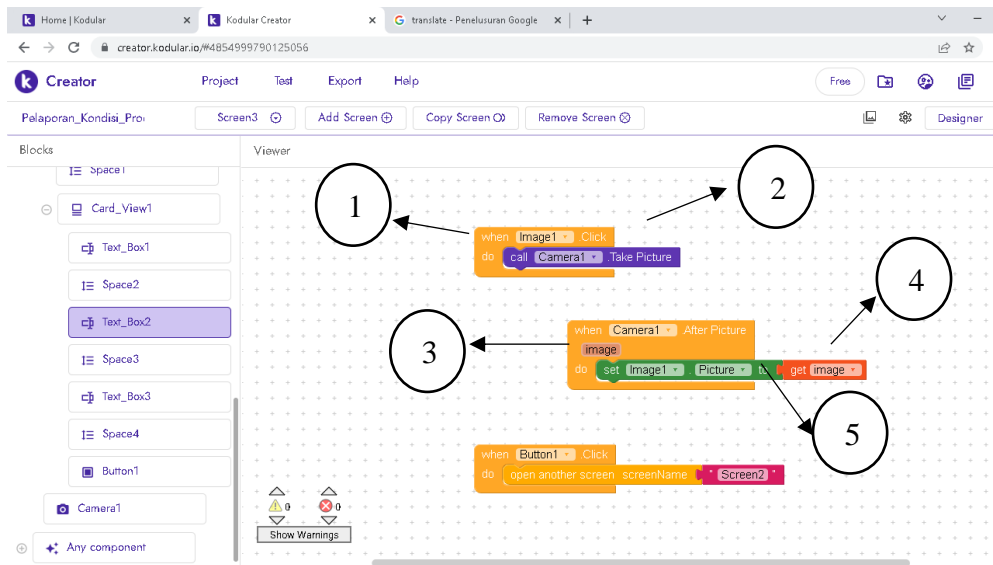 Home | Kodular
Kodular Creator
translate - Penelusuran Google
creator.kodular.io/#4854999790125056
Creator
Project
Test
Export
Help
Free
Pelaporan_Kondisi_Pro
Screen3
Add Screen
Copy Screen
Remove Screen
Designer
Blocks
Viewer
Space1
Card_View1
Text_Box1
Space2
Text_Box2
Space3
Text_Box3
Space4
Button1
Camera1
Any component
1
2
when Image1 .Click
do call Camera1 .Take Picture
3
4
when Camera1 .After Picture
image
do set Image1 . Picture to get image
5
when Button1 .Click
do open another screen screenName " Screen2 "
0 0
Show Warnings